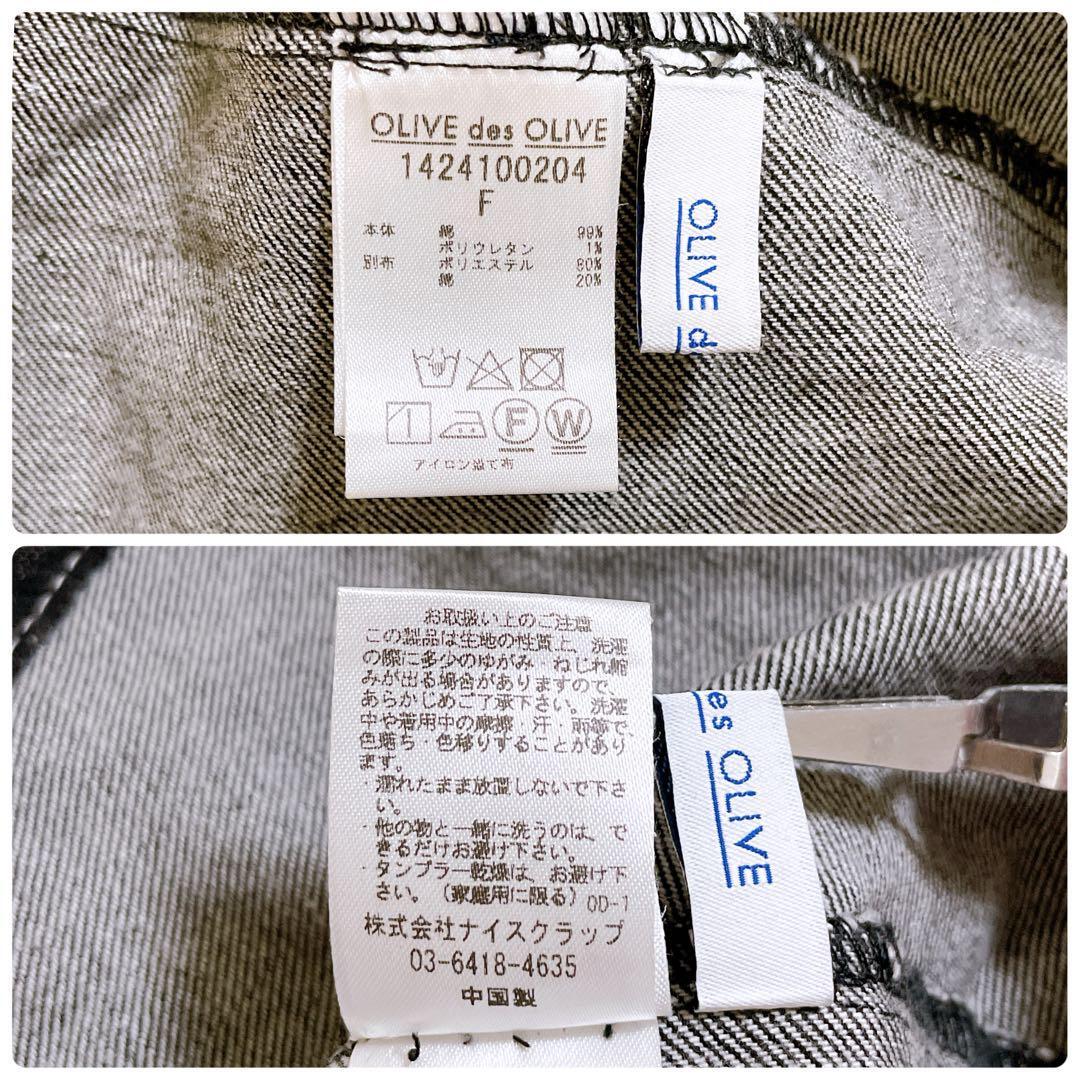 OLIVE des OLIVE
1424100204
F
本体 綿 99%
ポリウレタン 1%
別布 ポリエステル 80%
綿 20%
F W
アイロン当て布
OLIVE de
お取扱い上のご注意
この製品は生地の性質上、洗濯
の際に多少のゆがみ・ねじれ縮
みが出る場合がありますので、
あらかじめご了承下さい。洗濯
中や着用中の摩擦・汗・雨等で、
色落ち・色移りすることがあり
ます。
・濡れたまま放置しないで下さ
い。
・他の物と一緒に洗うのは、で
きるだけお避け下さい。
・タンブラー乾燥は、お避け下
さい。(家庭用に限る) OD-1
株式会社ナイスクラップ
03-6418-4635
中国製
es OLIVE